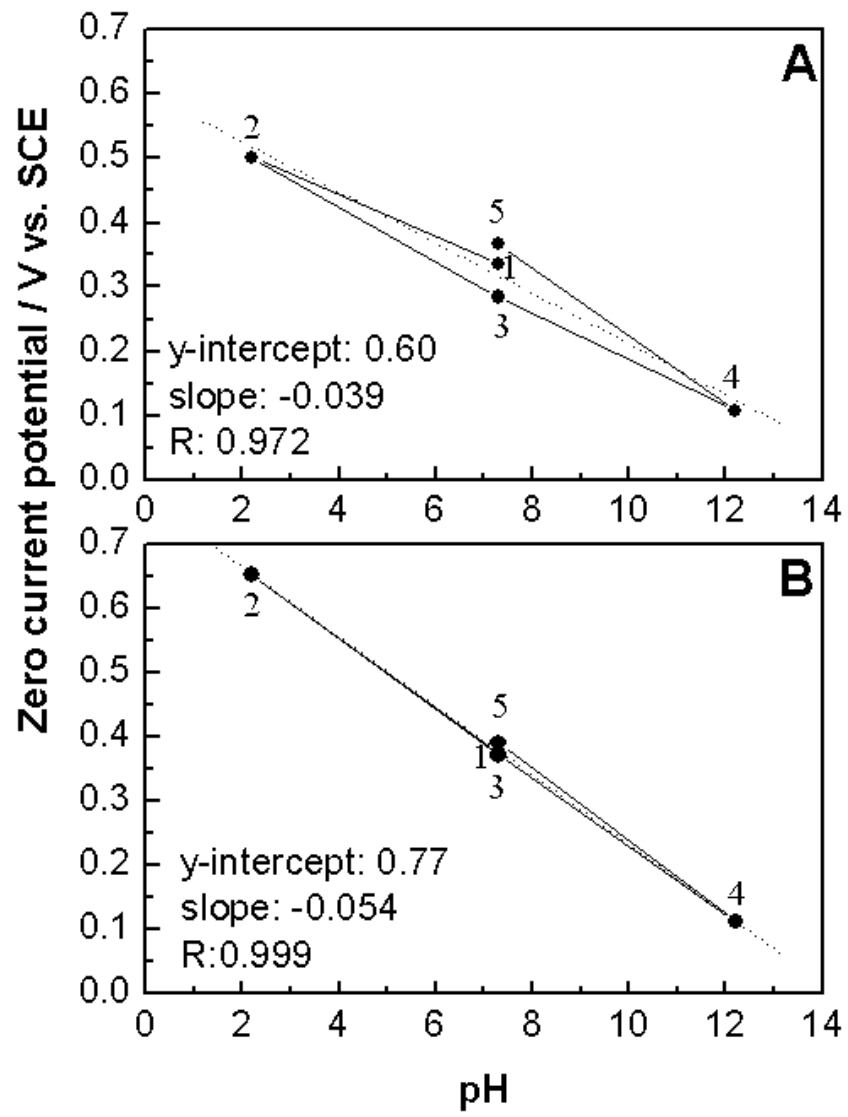 Zero current potential / V vs. SCE
A
0.7
0.6
0.5
0.4
0.3
0.2
0.1
0.0
2
5
1
3
4
y-intercept: 0.60
slope: -0.039
R: 0.972
0 2 4 6 8 10 12 14
B
0.7
0.6
0.5
0.4
0.3
0.2
0.1
0.0
2
5
1
3
4
y-intercept: 0.77
slope: -0.054
R:0.999
0 2 4 6 8 10 12 14
pH